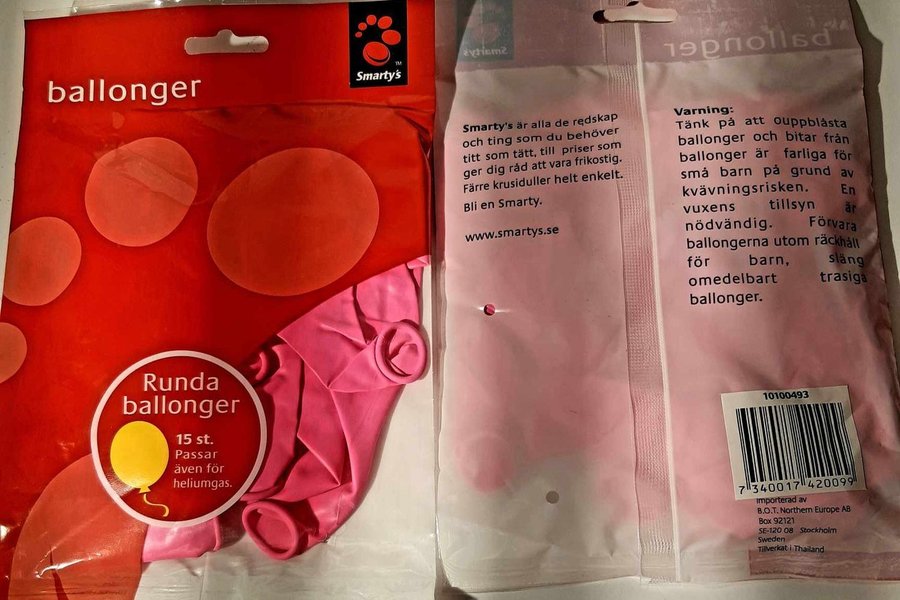 ballonger
Smarty's
TM
Runda
ballonger
15 st.
Passar
även för
heliumgas.
Smarty's
ballonger
Smarty's är alla de redskap
och ting som du behöver
titt som tätt, till priser som
ger dig råd att vara frikostig.
Färre krusiduller helt enkelt.
Bli en Smarty.
www.smartys.se
Varning:
Tänk på att ouppblåsta
ballonger och bitar från
ballonger är farliga för
små barn på grund av
kvävningsrisken. En
vuxens tillsyn är
nödvändig. Förvara
ballongerna utom räckhåll
för barn, släng
omedelbart trasiga
ballonger.
10100493
7 340017 420099
Importerad av
B.O.T. Northern Europe AB
Box 92121
SE-120 08 Stockholm
Sweden
Tillverkat i Thailand